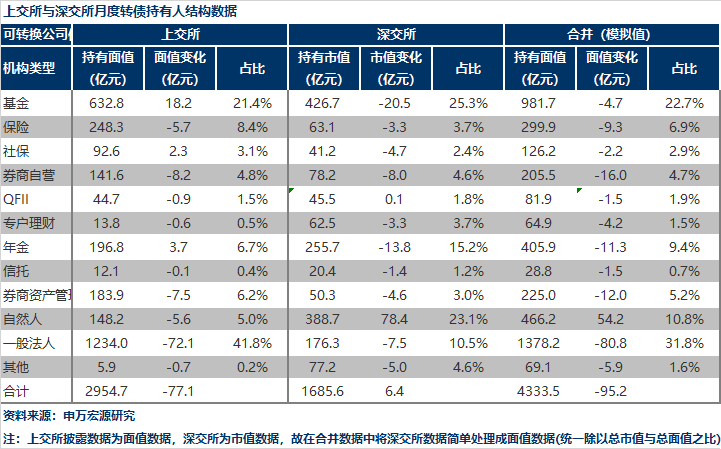 上交所与深交所月度转债持有人结构数据
可转换公司债 上交所 深交所 合并（模拟值）
机构类型 持有面值(亿元) 面值变化(亿元) 占比 持有市值(亿元) 市值变化(亿元) 占比 持有面值(亿元) 面值变化(亿元) 占比
基金 632.8 18.2 21.4% 426.7 -20.5 25.3% 981.7 -4.7 22.7%
保险 248.3 -5.7 8.4% 63.1 -3.3 3.7% 299.9 -9.3 6.9%
社保 92.6 2.3 3.1% 41.2 -4.7 2.4% 126.2 -2.2 2.9%
券商自营 141.6 -8.2 4.8% 78.2 -8.0 4.6% 205.5 -16.0 4.7%
QFII 44.7 -0.9 1.5% 45.5 0.1 1.8% 81.9 -1.5 1.9%
专户理财 13.8 -0.6 0.5% 62.5 -3.3 3.7% 64.9 -4.2 1.5%
年金 196.8 3.7 6.7% 255.7 -13.8 15.2% 405.9 -11.3 9.4%
信托 12.1 -0.1 0.4% 20.4 -1.4 1.2% 28.8 -1.5 0.7%
券商资产管理 183.9 -7.5 6.2% 50.3 -4.6 3.0% 225.0 -12.0 5.2%
自然人 148.2 -5.6 5.0% 388.7 78.4 23.1% 466.2 54.2 10.8%
一般法人 1234.0 -72.1 41.8% 176.3 -7.5 10.5% 1378.2 -80.8 31.8%
其他 5.9 -0.7 0.2% 77.2 -5.0 4.6% 69.1 -5.9 1.6%
合计 2954.7 -77.1 1685.6 6.4 4333.5 -95.2
资料来源：申万宏源研究
注：上交所披露数据为面值数据，深交所为市值数据，故在合并数据中将深交所数据简单处理成面值数据(统一除以总市值与总面值之比)